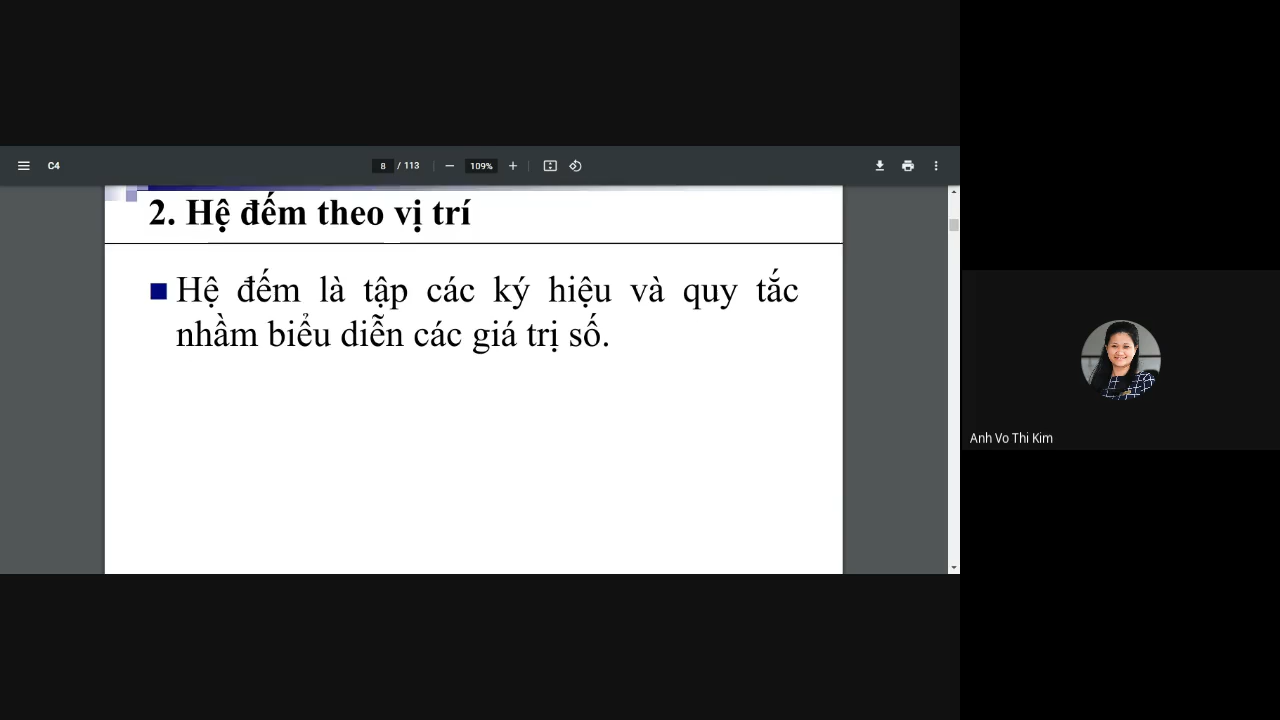 C4
8 / 113
109%
2. Hệ đếm theo vị trí
Hệ đếm là tập các ký hiệu và quy tắc
nhầm biểu diễn các giá trị số.
Anh Vo Thi Kim